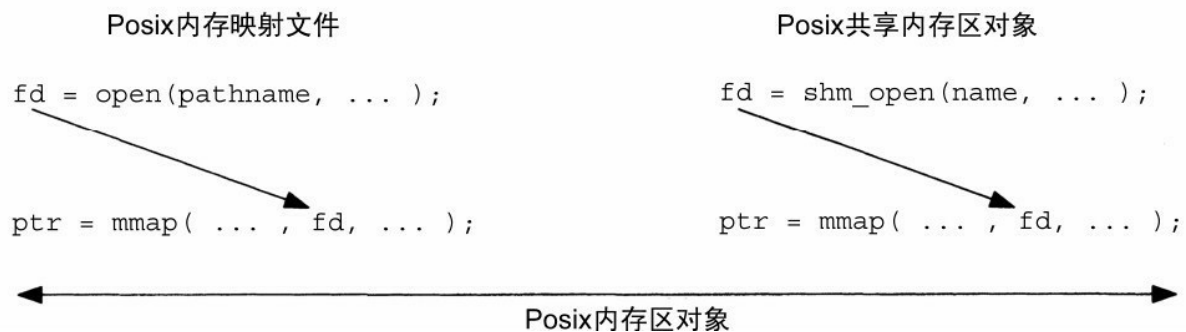 Posix内存映射文件
Posix共享内存区对象
fd = open(pathname, ... );
fd = shm_open(name, ... );
ptr = mmap( ... , fd, ... );
ptr = mmap( ... , fd, ... );
Posix内存区对象